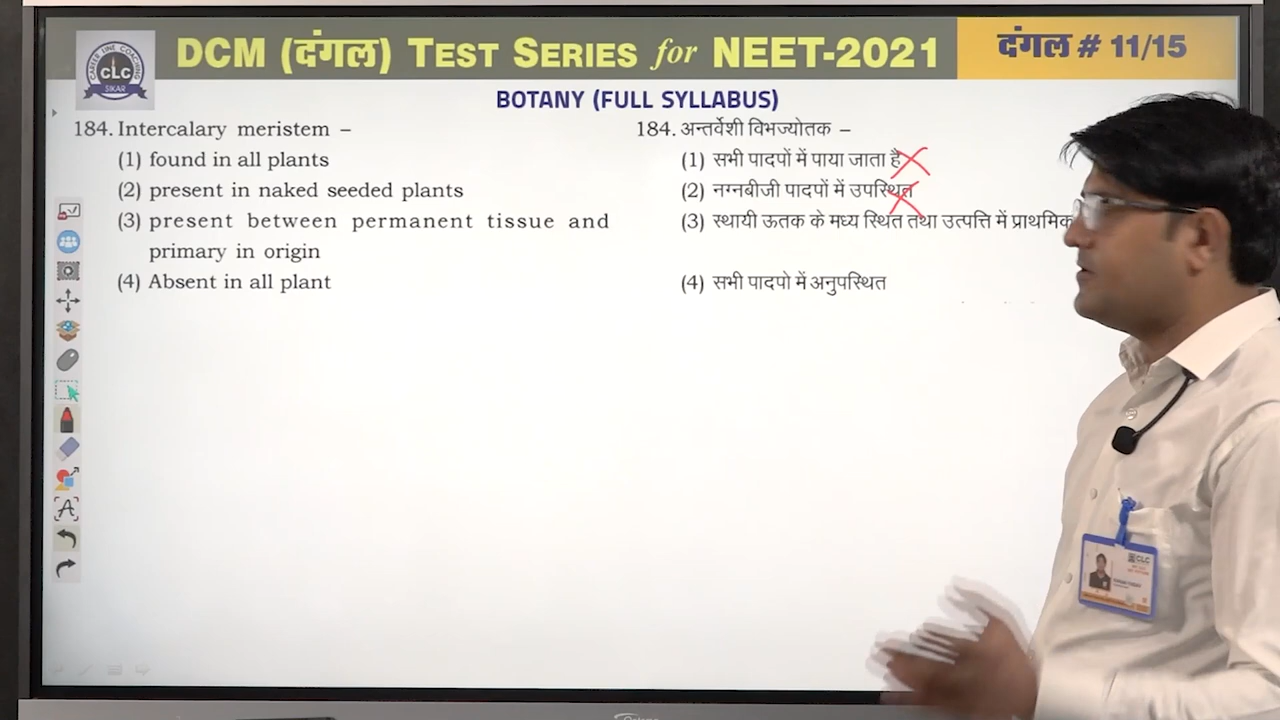 DCM (दंगल) TEST SERIES for NEET-2021
दंगल # 11/15
CLC
SIKAR
BOTANY (FULL SYLLABUS)
184. Intercalary meristem –
(1) found in all plants
(2) present in naked seeded plants
(3) present between permanent tissue and
primary in origin
(4) Absent in all plant
184. अन्तर्वेशी विभज्योतक –
(1) सभी पादपों में पाया जाता है
(2) नग्नबीजी पादपों में उपस्थित
(3) स्थायी ऊतक के मध्य स्थित तथा उत्पत्ति में प्राथमिक
(4) सभी पादपो में अनुपस्थित
A
CLC